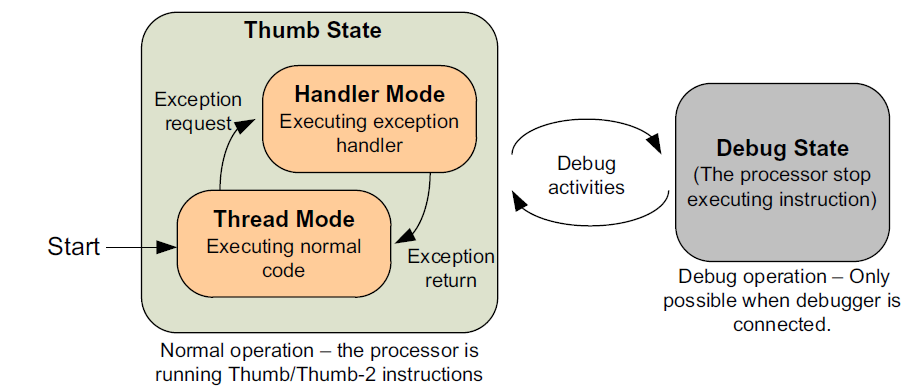 Thumb State
Exception
request
Handler Mode
Executing exception
handler
Start
Thread Mode
Executing normal
code
Exception
return
Normal operation – the processor is
running Thumb/Thumb-2 instructions
Debug
activities
Debug State
(The processor stop
executing instruction)
Debug operation – Only
possible when debugger is
connected.